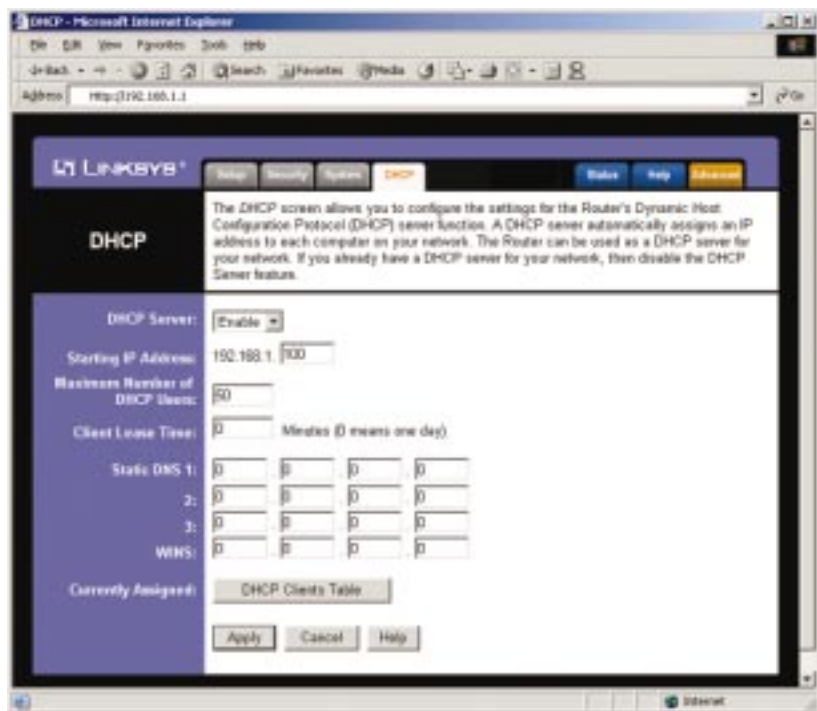 DHCP - Microsoft Internet Explorer
File Edit View Favorites Tools Help
Back Search Favorites Media
Address http://192.168.1.1 Go
LINKSYS®
Setup Security System DHCP Status Help Advanced
DHCP
The DHCP screen allows you to configure the settings for the Router's Dynamic Host
Configuration Protocol (DHCP) server function. A DHCP server automatically assigns an IP
address to each computer on your network. The Router can be used as a DHCP server for
your network. If you already have a DHCP server for your network, then disable the DHCP
Server feature.
DHCP Server: Enable
Starting IP Address: 192.168.1. 100
Maximum Number of
DHCP Users: 50
Client Lease Time: 0 Minutes (0 means one day)
Static DNS 1: 0 . 0 . 0 . 0
2: 0 . 0 . 0 . 0
3: 0 . 0 . 0 . 0
WINS: 0 . 0 . 0 . 0
Currently Assigned: DHCP Clients Table
Apply Cancel Help
Internet